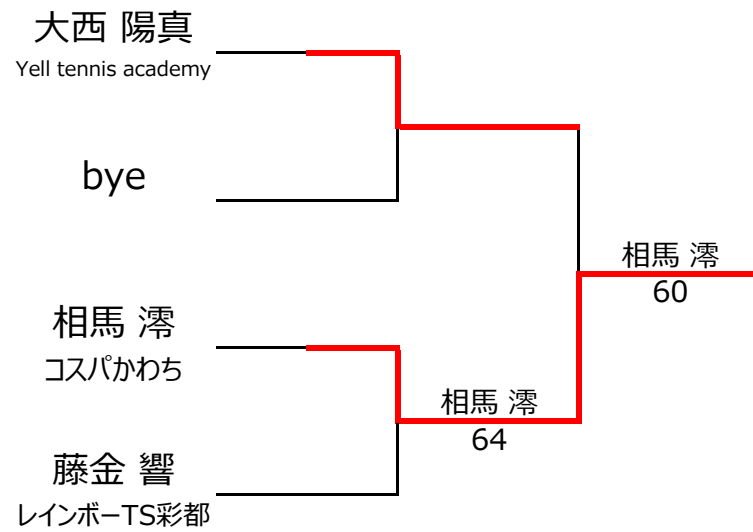 大西 陽真
Yell tennis academy
bye
相馬 澪
60
相馬 澪
コスパかわち
相馬 澪
64
藤金 響
レインボーTS彩都